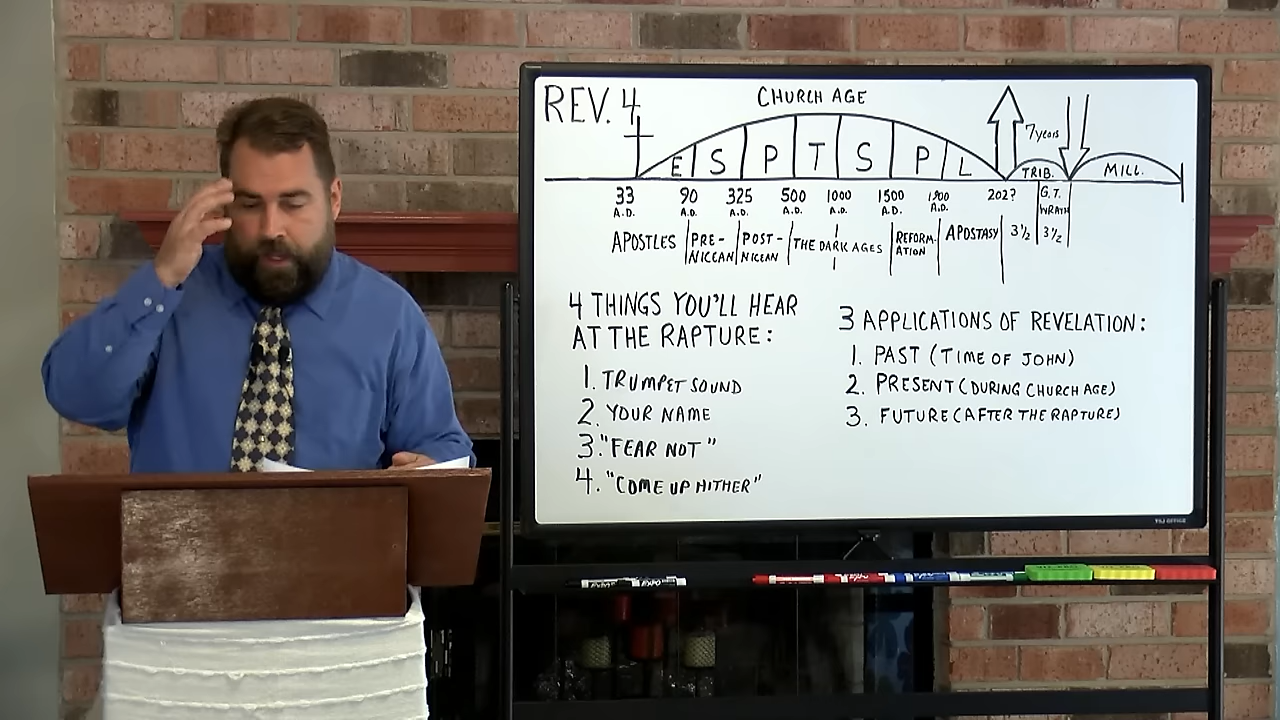 REV. 4
CHURCH AGE
7 years
E S P T S P L
TRIB.
MILL.
33 90 325 500 1000 1500 1900 202?
A.D. A.D. A.D. A.D. A.D. A.D. A.D.
G.T.
WRATH
APOSTLES
PRE-
NICEAN
POST-
NICEAN
THE DARK AGES
REFORM-
ATION
APOSTASY
3½
3½
4 THINGS YOU'LL HEAR
AT THE RAPTURE:
1. TRUMPET SOUND
2. YOUR NAME
3. "FEAR NOT"
4. "COME UP HITHER"
3 APPLICATIONS OF REVELATION:
1. PAST (TIME OF JOHN)
2. PRESENT (DURING CHURCH AGE)
3. FUTURE (AFTER THE RAPTURE)
EXPO